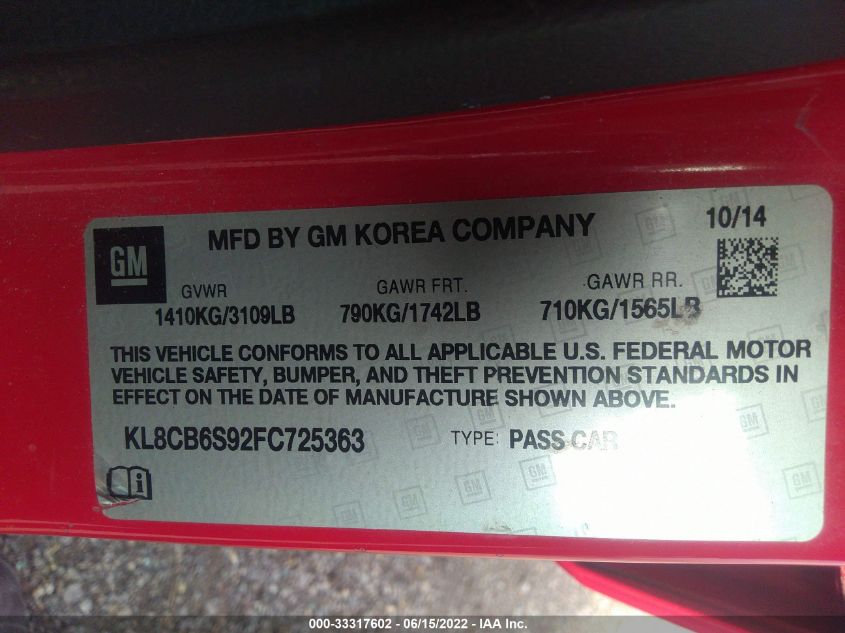 GM
MFD BY GM KOREA COMPANY
10/14
GVWR
GAWR FRT.
GAWR RR.
1410KG/3109LB
790KG/1742LB
710KG/1565LB
THIS VEHICLE CONFORMS TO ALL APPLICABLE U.S. FEDERAL MOTOR
VEHICLE SAFETY, BUMPER, AND THEFT PREVENTION STANDARDS IN
EFFECT ON THE DATE OF MANUFACTURE SHOWN ABOVE.
KL8CB6S92FC725363
TYPE: PASS CAR
000-33317602 - 06/15/2022 - IAA Inc.